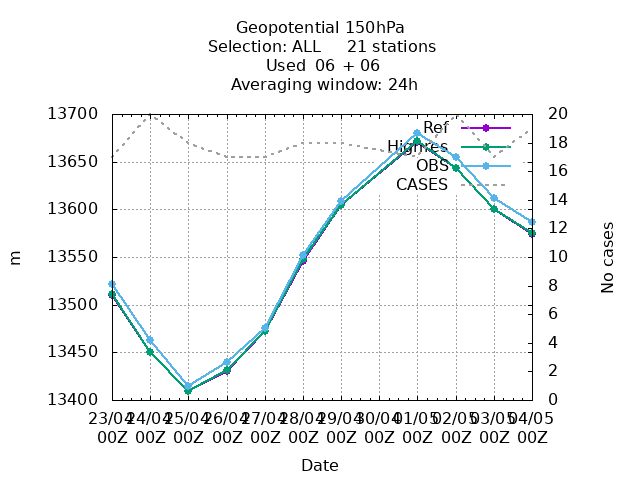 Geopotential 150hPa
Selection: ALL 21 stations
Used 06 + 06
Averaging window: 24h
13700
13650
13600
13550
13500
13450
13400
20
18
16
14
12
10
8
6
4
2
0
Ref
Highres
OBS
CASES
m
No cases
23/04 24/04 25/04 26/04 27/04 28/04 29/04 30/04 01/05 02/05 03/05 04/05
00Z 00Z 00Z 00Z 00Z 00Z 00Z 00Z 00Z 00Z 00Z 00Z
Date